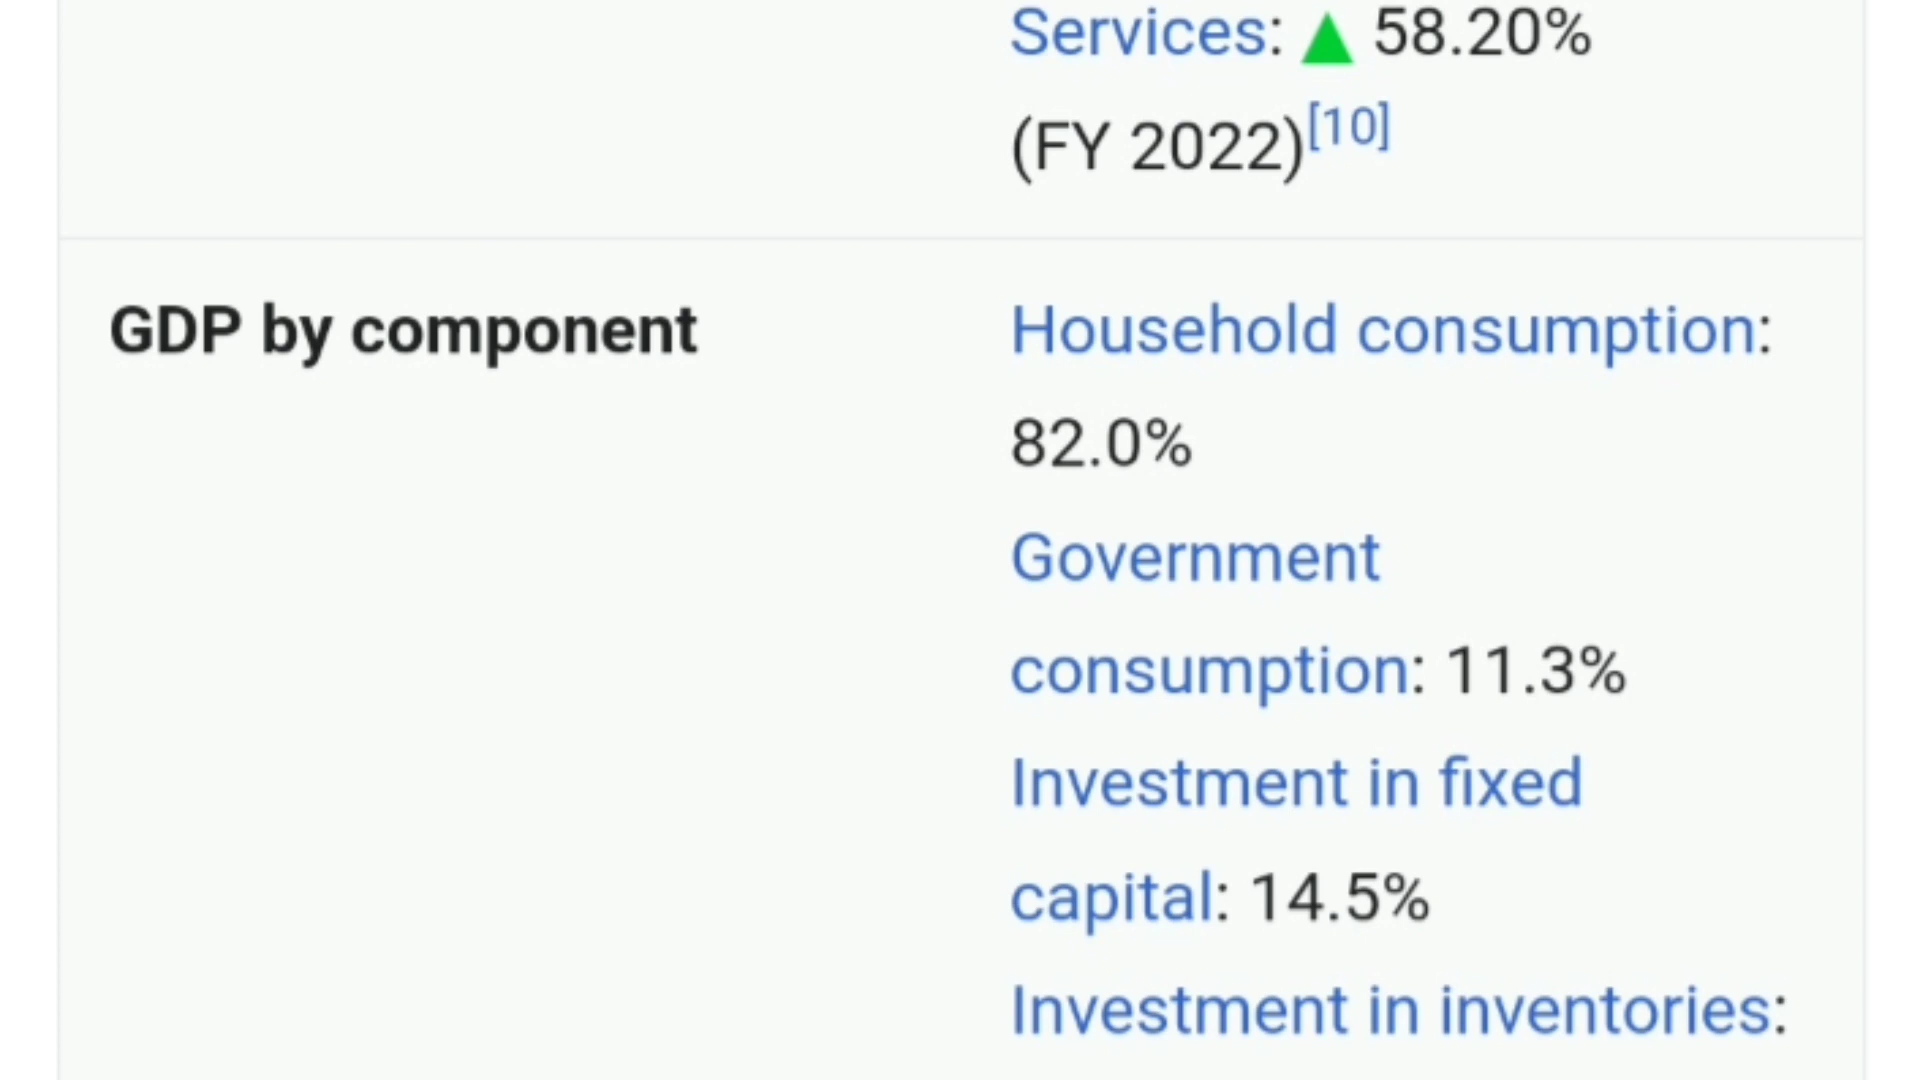 Services: ▲ 58.20%
(FY 2022)[10]
GDP by component
Household consumption:
82.0%
Government
consumption: 11.3%
Investment in fixed
capital: 14.5%
Investment in inventories: